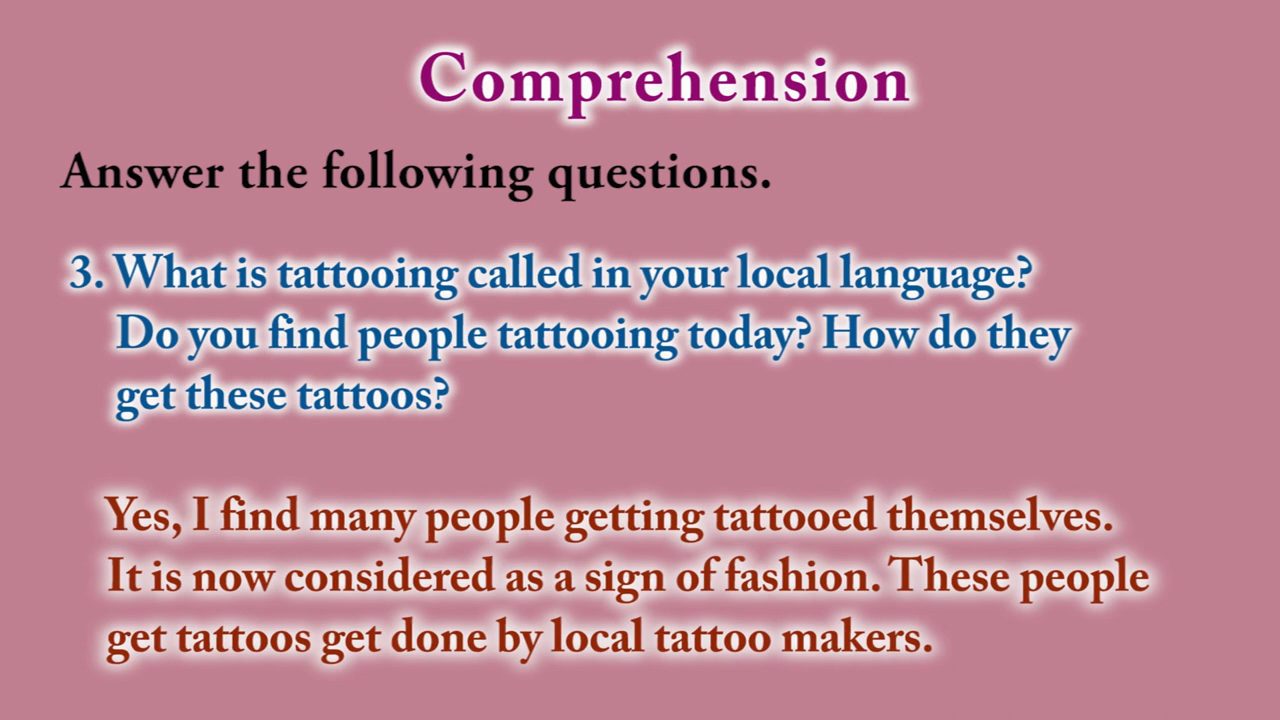 Comprehension
Answer the following questions.
3. What is tattooing called in your local language?
Do you find people tattooing today? How do they
get these tattoos?
Yes, I find many people getting tattooed themselves.
It is now considered as a sign of fashion. These people
get tattoos get done by local tattoo makers.